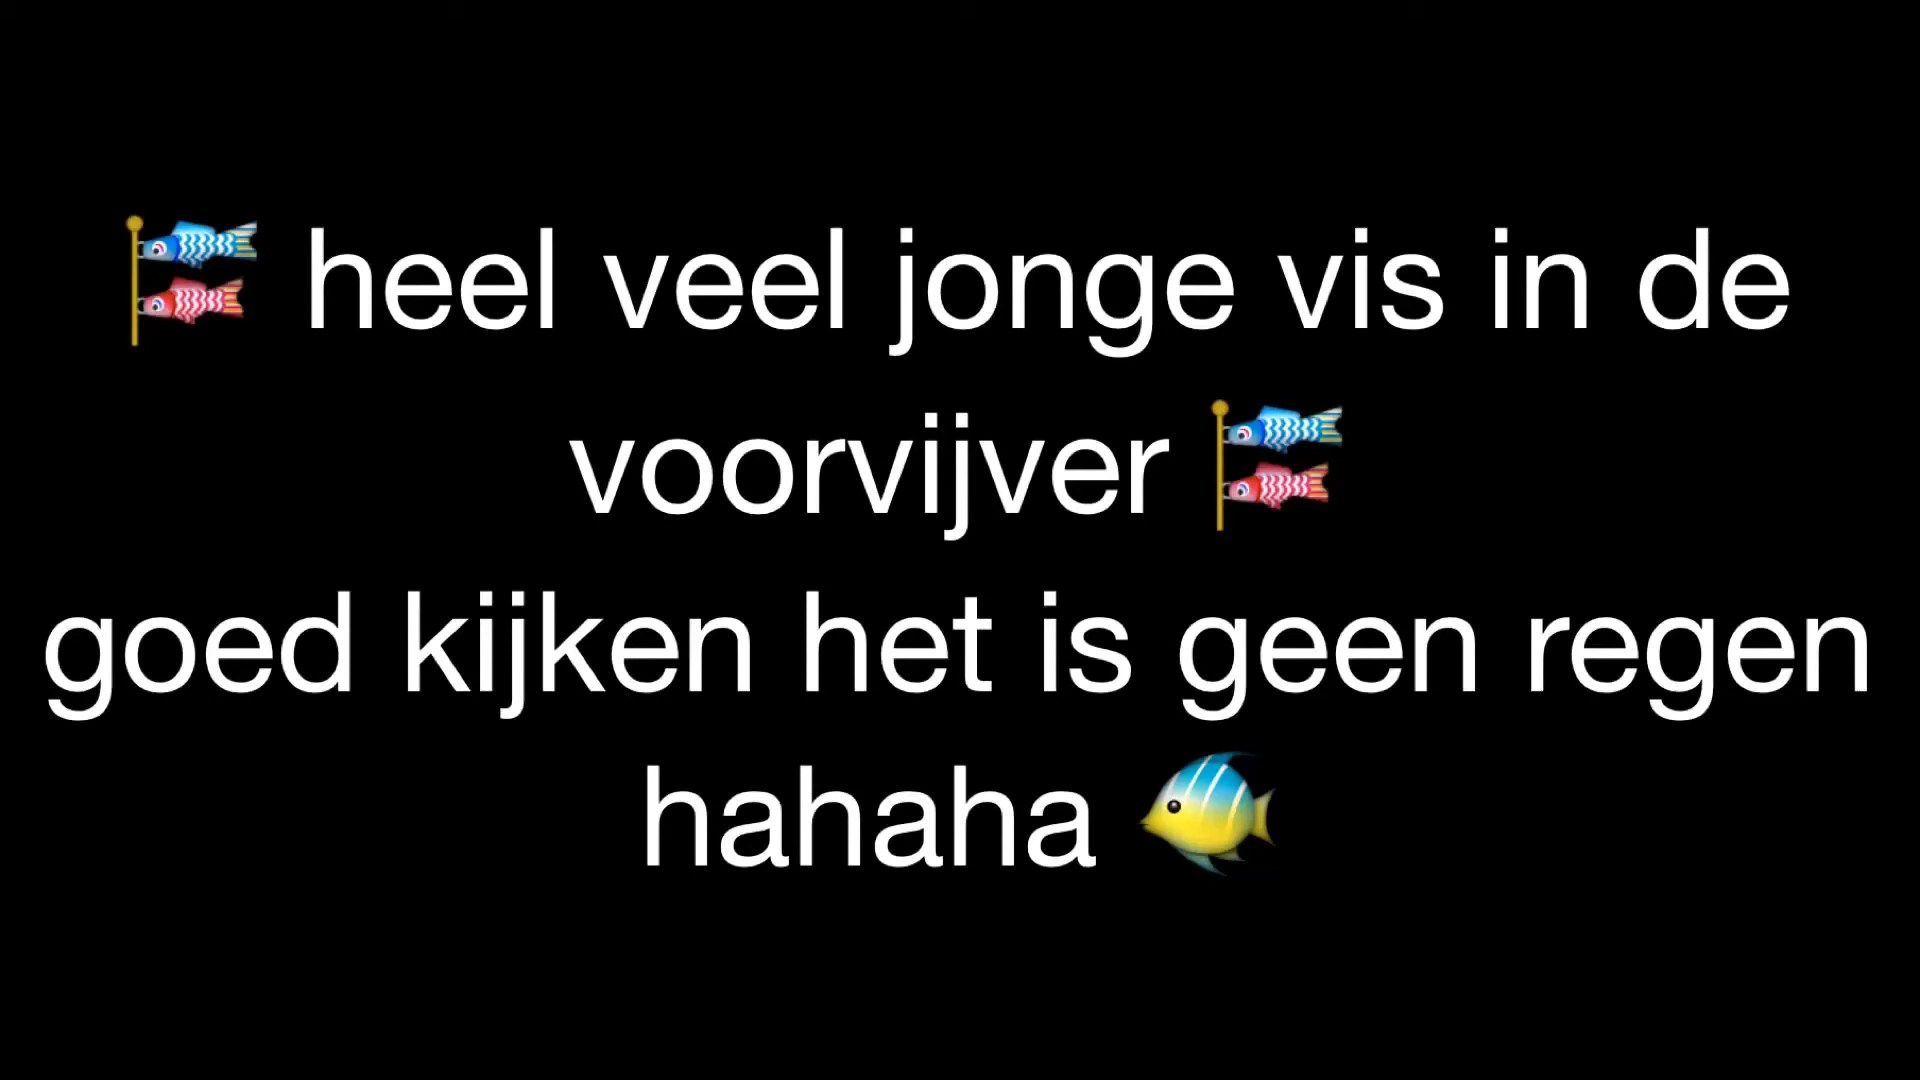 🎏 heel veel jonge vis in de
voorvijver 🎏
goed kijken het is geen regen
hahaha 🐠